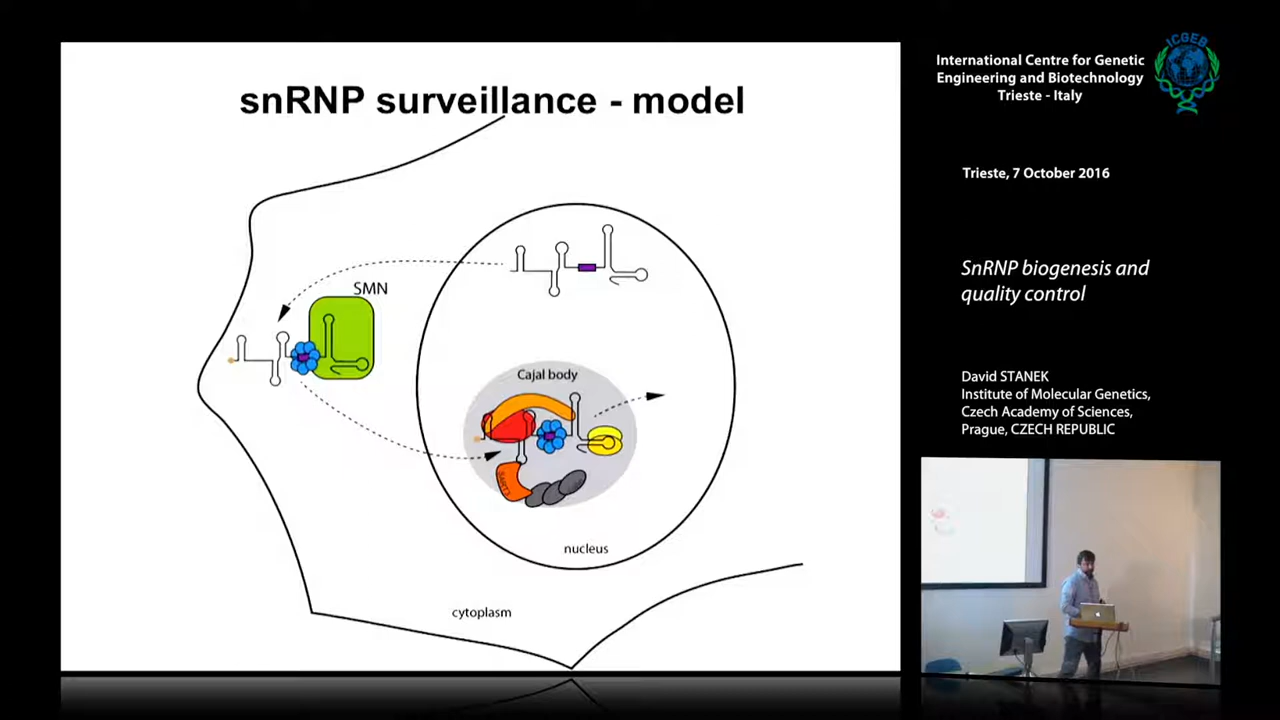 snRNP surveillance - model
SMN
Cajal body
nucleus
cytoplasm
ICGEB
International Centre for Genetic
Engineering and Biotechnology
Trieste - Italy
Trieste, 7 October 2016
SnRNP biogenesis and
quality control
David STANEK
Institute of Molecular Genetics,
Czech Academy of Sciences,
Prague, CZECH REPUBLIC